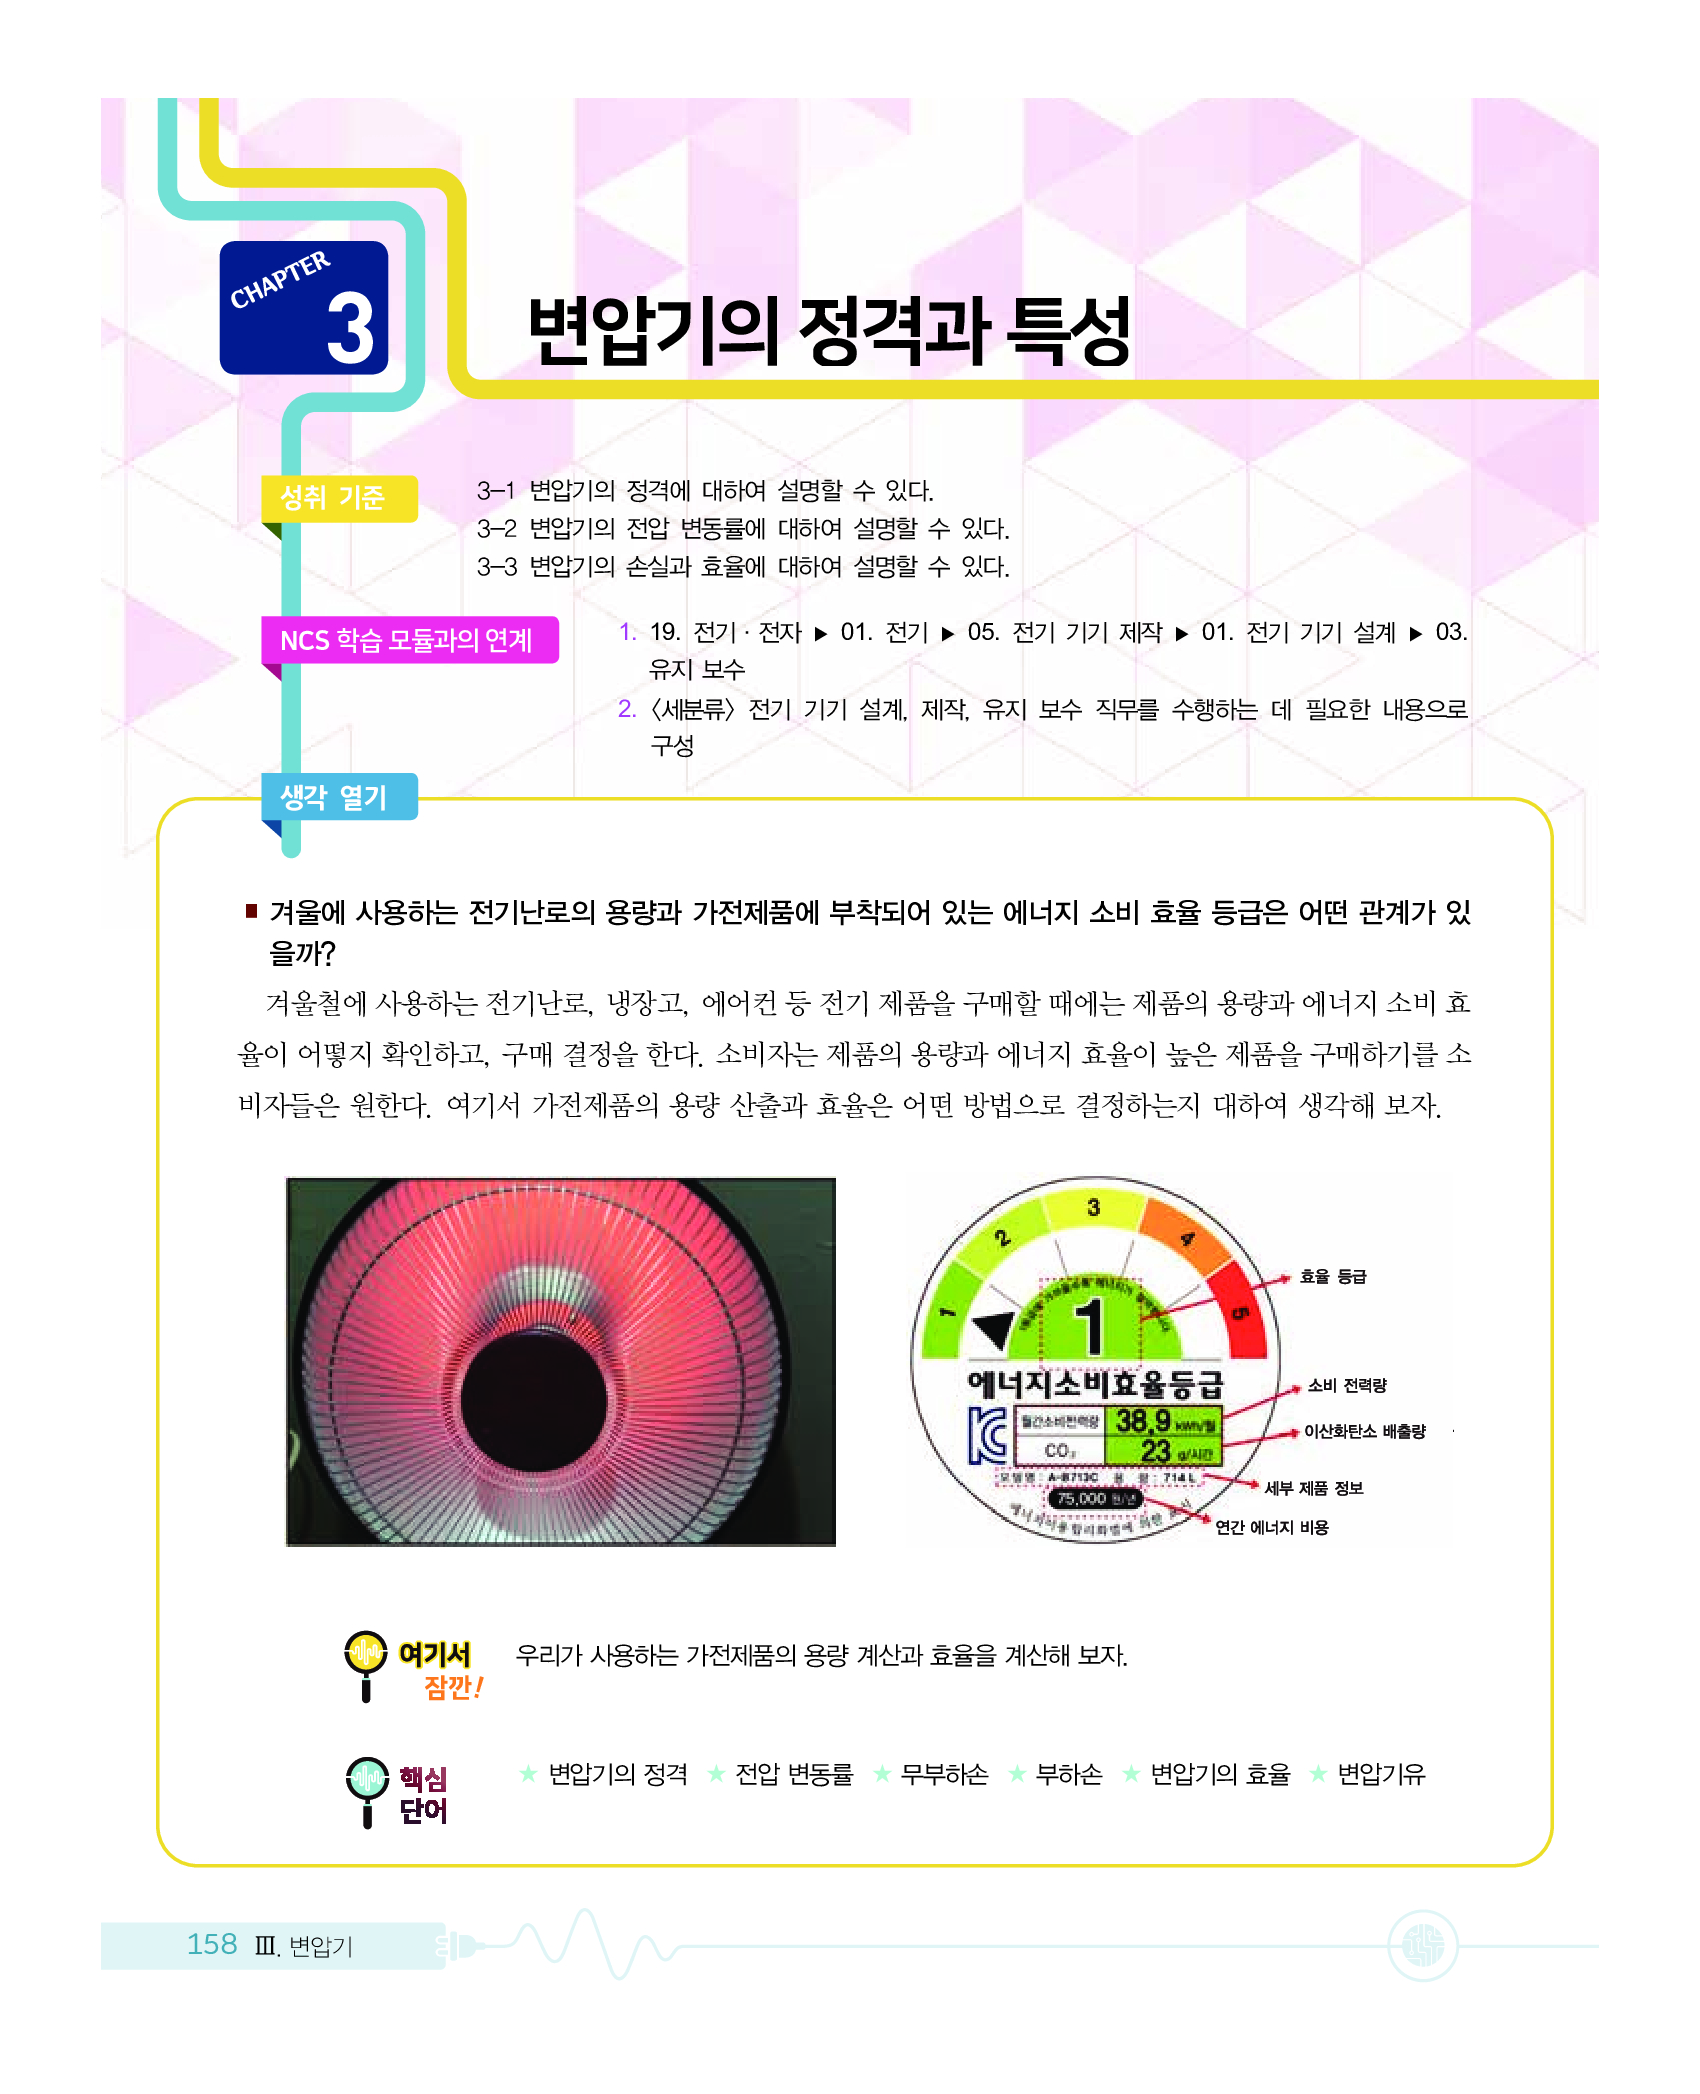 CHAPTER
3
변압기의 정격과 특성
성취 기준
3-1 변압기의 정격에 대하여 설명할 수 있다.
3-2 변압기의 전압 변동률에 대하여 설명할 수 있다.
3-3 변압기의 손실과 효율에 대하여 설명할 수 있다.
NCS 학습 모듈과의 연계
1. 19. 전기 · 전자 ▶ 01. 전기 ▶ 05. 전기 기기 제작 ▶ 01. 전기 기기 설계 ▶ 03.
유지 보수
2. 〈세분류〉 전기 기기 설계, 제작, 유지 보수 직무를 수행하는 데 필요한 내용으로
구성
생각 열기
■ 겨울에 사용하는 전기난로의 용량과 가전제품에 부착되어 있는 에너지 소비 효율 등급은 어떤 관계가 있
을까?
겨울철에 사용하는 전기난로, 냉장고, 에어컨 등 전기 제품을 구매할 때에는 제품의 용량과 에너지 소비 효
율이 어떻지 확인하고, 구매 결정을 한다. 소비자는 제품의 용량과 에너지 효율이 높은 제품을 구매하기를 소
비자들은 원한다. 여기서 가전제품의 용량 산출과 효율은 어떤 방법으로 결정하는지 대하여 생각해 보자.
1
2
3
4
5
1
효율 등급
에너지소비효율등급
소비 전력량
월간소비전력량 38.9 kWh/월
이산화탄소 배출량
CO₂ 23 g/시간
모델명 : A-B713C 용 량 : 714 L
세부 제품 정보
75,000 원/년
연간 에너지 비용
에너지이용합리화법에 의한 표시
여기서
잠깐!
우리가 사용하는 가전제품의 용량 계산과 효율을 계산해 보자.
핵심
단어
★ 변압기의 정격 ★ 전압 변동률 ★ 무부하손 ★ 부하손 ★ 변압기의 효율 ★ 변압기유
158 Ⅲ. 변압기